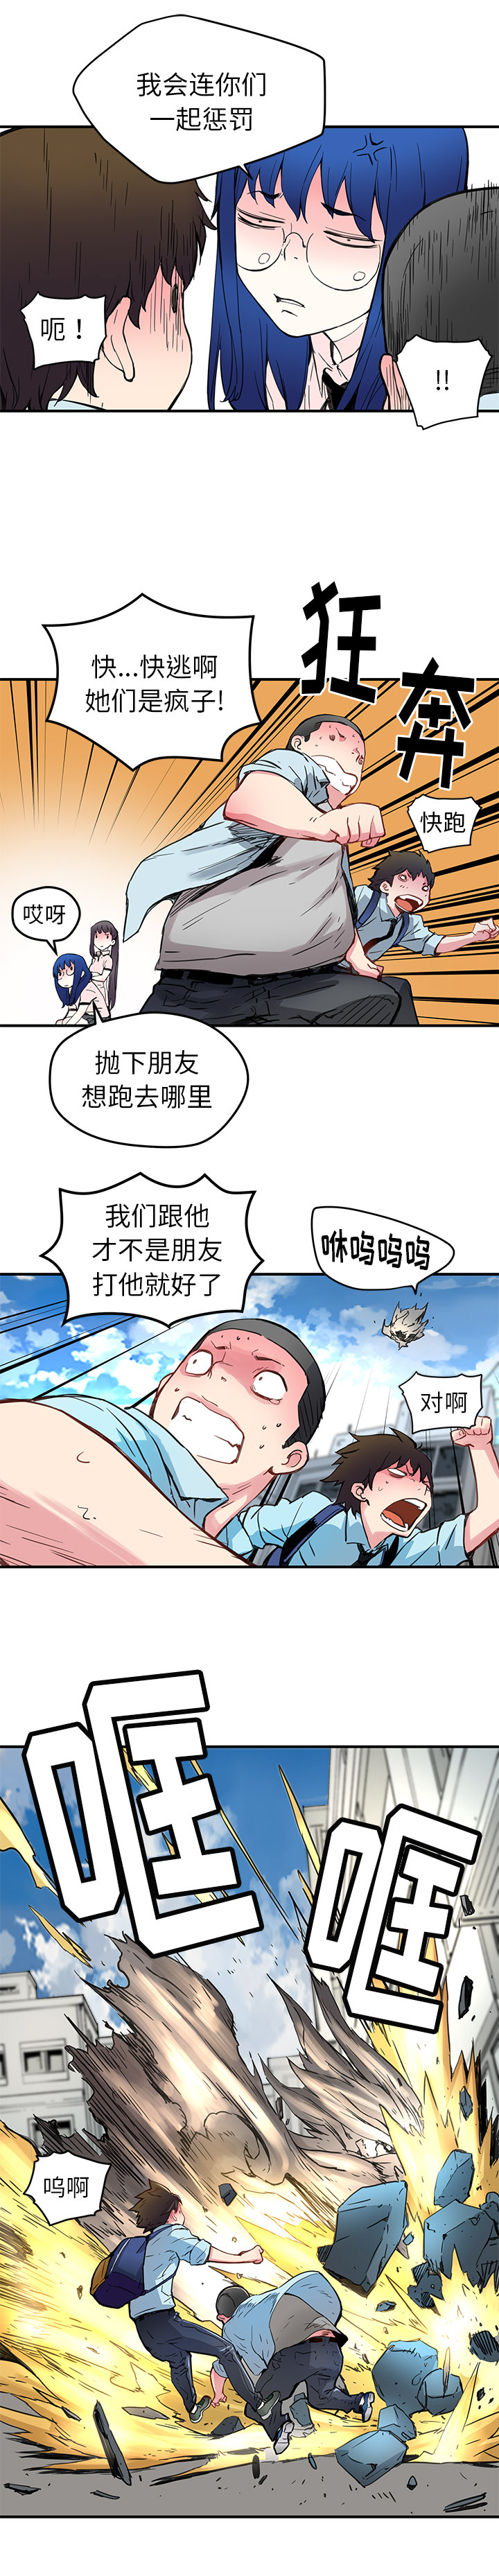 我会连你们
一起惩罚
呃！
!!
狂奔
快…快逃啊
她们是疯子!
快跑
哎呀
抛下朋友
想跑去哪里
我们跟他
才不是朋友
打他就好了
咻呜呜呜
对啊
哐
哐
呜啊